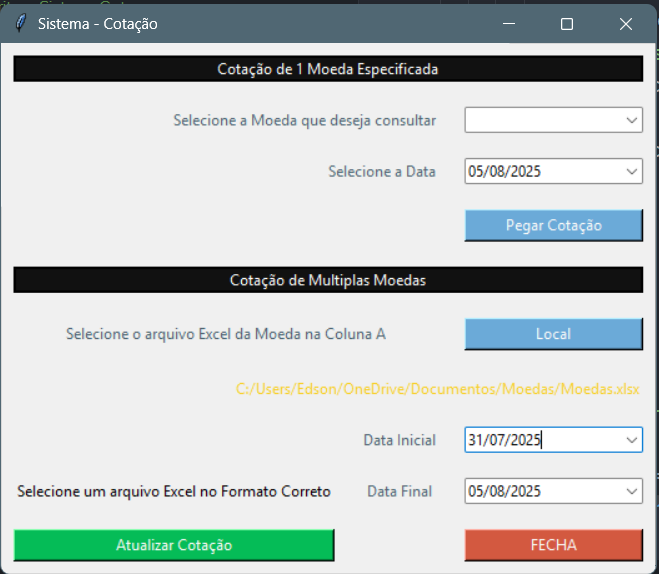 Sistema - Cotação
Cotação de 1 Moeda Especificada
Selecione a Moeda que deseja consultar
Selecione a Data 05/08/2025
Pegar Cotação
Cotação de Multiplas Moedas
Selecione o arquivo Excel da Moeda na Coluna A Local
C:/Users/Edson/OneDrive/Documentos/Moedas/Moedas.xlsx
Data Inicial 31/07/2025
Selecione um arquivo Excel no Formato Correto Data Final 05/08/2025
Atualizar Cotação FECHA